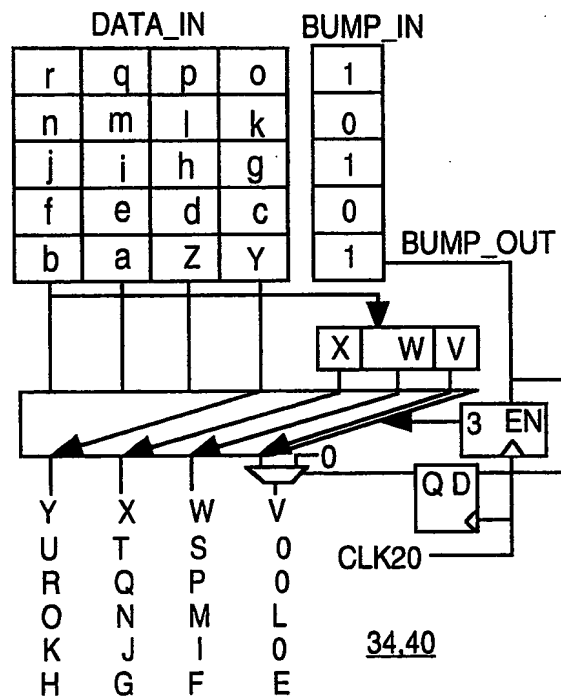 DATA_IN BUMP_IN
r q p o 1
n m l k 0
j i h g 1
f e d c 0
b a Z Y 1
BUMP_OUT
X W V
3 EN
0
Q D
CLK20
Y X W V
U T S 0
R Q P 0
O N M L
K J I 0
H G F E
34,40